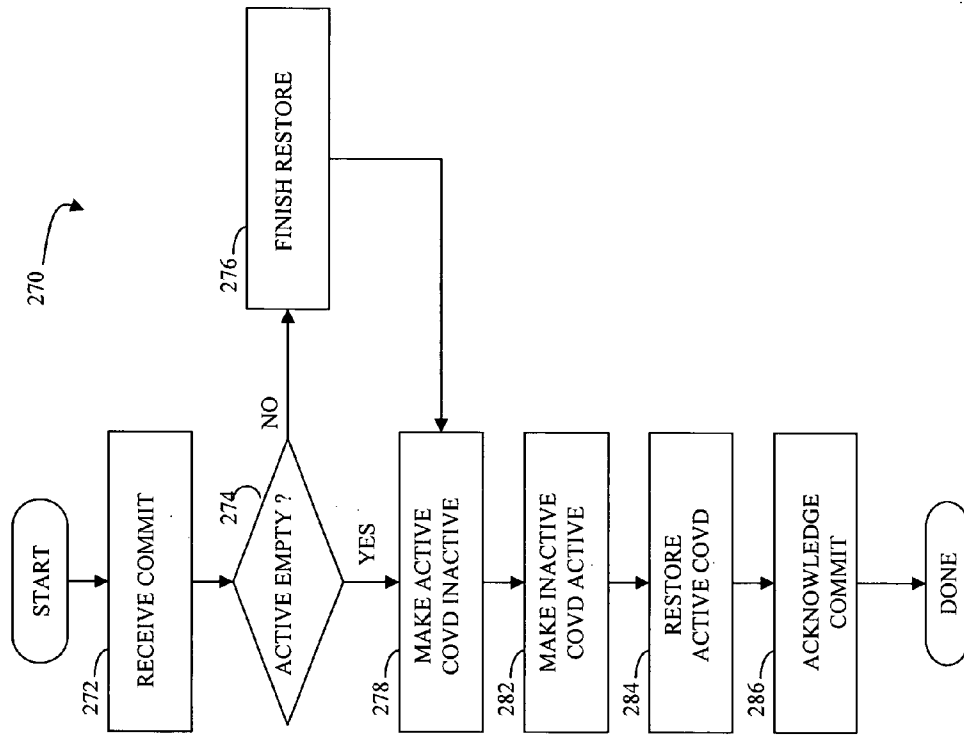 270
START
272
RECEIVE COMMIT
274
ACTIVE EMPTY ?
NO
276
FINISH RESTORE
YES
278
MAKE ACTIVE
COVD INACTIVE
282
MAKE INACTIVE
COVD ACTIVE
284
RESTORE
ACTIVE COVD
286
ACKNOWLEDGE
COMMIT
DONE